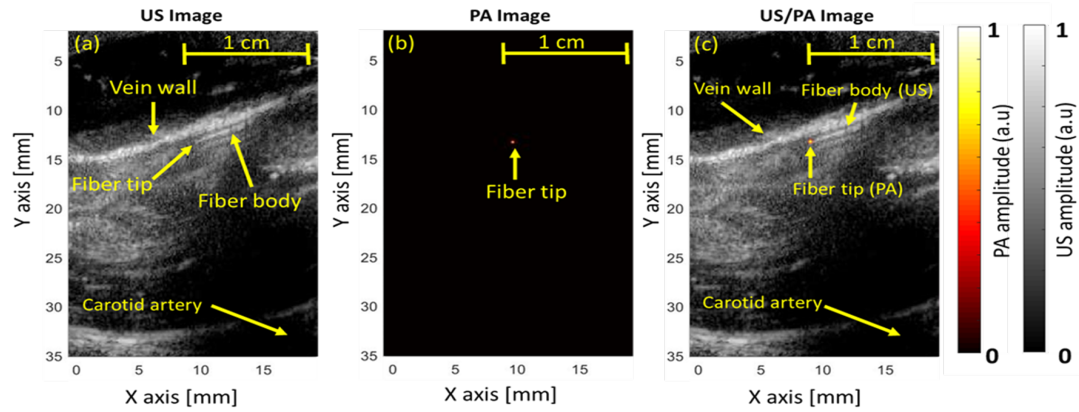 US Image
PA Image
US/PA Image
(a)
1 cm
Vein wall
Fiber tip
Fiber body
Carotid artery
5
10
15
20
25
30
35
Y axis [mm]
0
5
10
15
X axis [mm]
(b)
1 cm
Fiber tip
5
10
15
20
25
30
35
Y axis [mm]
0
5
10
15
X axis [mm]
(c)
1 cm
Vein wall
Fiber body (US)
Fiber tip (PA)
Carotid artery
5
10
15
20
25
30
35
Y axis [mm]
0
5
10
15
X axis [mm]
1
PA amplitude (a.u)
0
1
US amplitude (a.u)
0